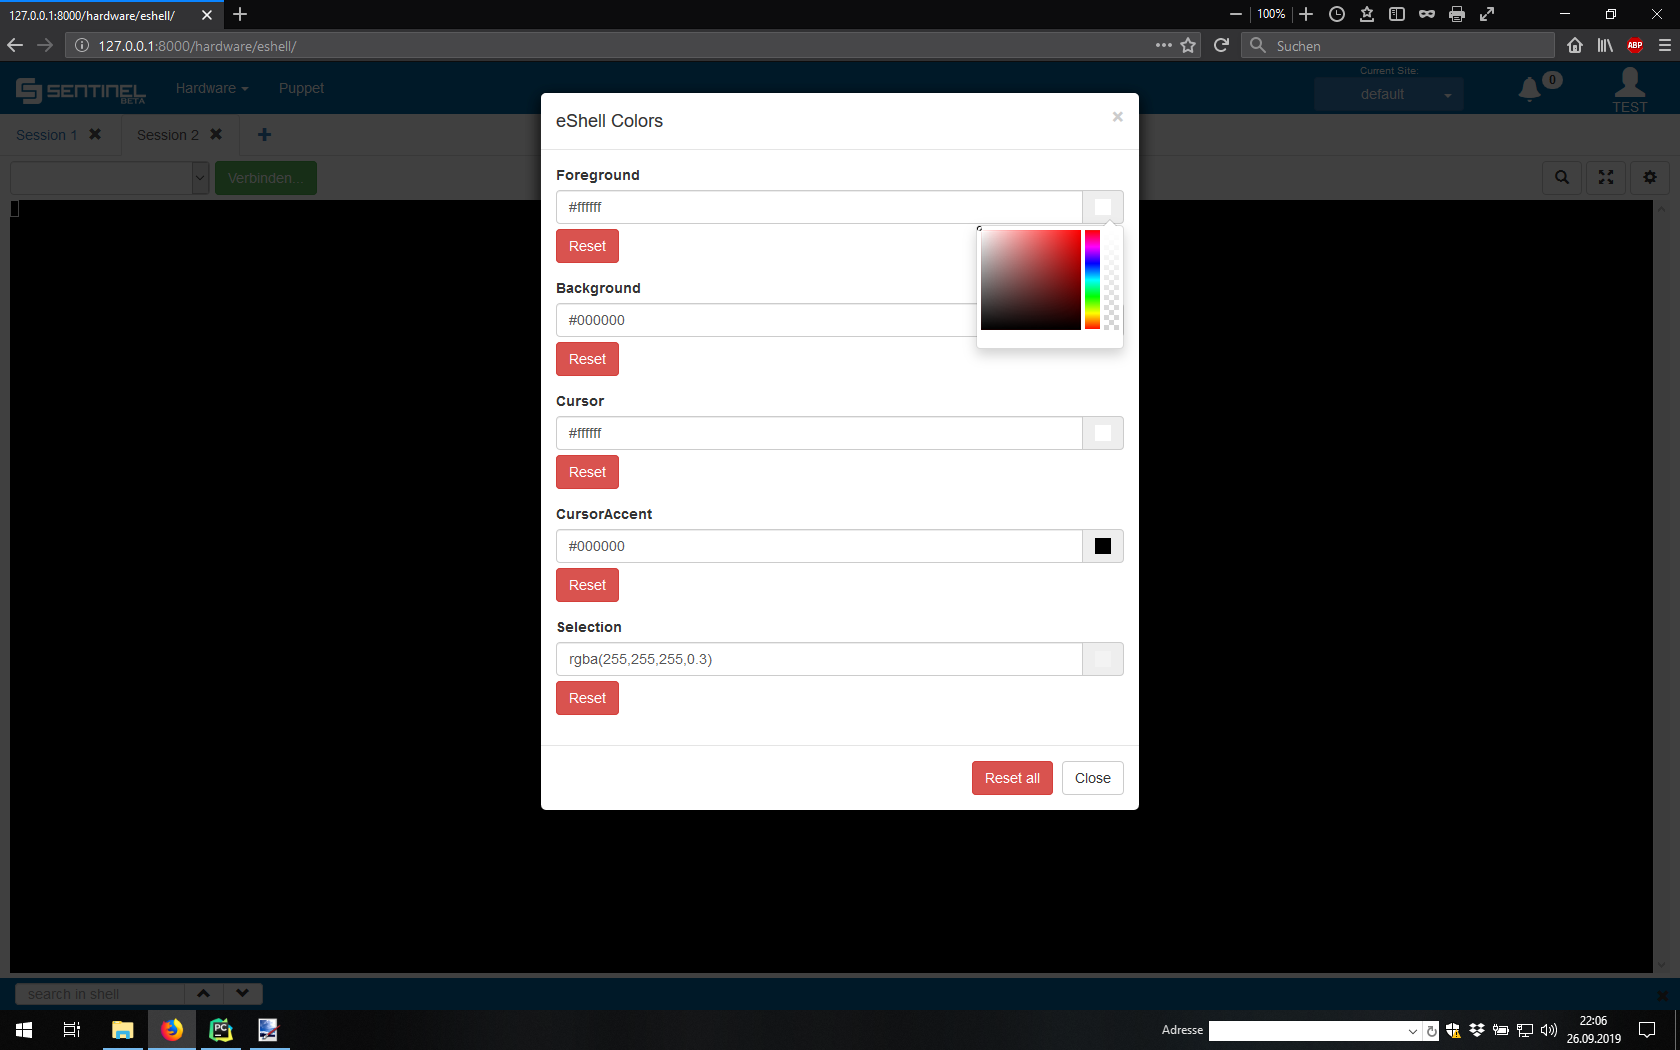 127.0.0.1:8000/hardware/eshell/
100%
127.0.0.1:8000/hardware/eshell/
Suchen
ABP
SENTINEL
BETA
Hardware
Puppet
Current Site:
default
0
TEST
Session 1
Session 2
Verbinden...
eShell Colors
Foreground
#ffffff
Reset
Background
#000000
Reset
Cursor
#ffffff
Reset
CursorAccent
#000000
Reset
Selection
rgba(255,255,255,0.3)
Reset
Reset all
Close
search in shell
PC
Adresse
22:06
26.09.2019